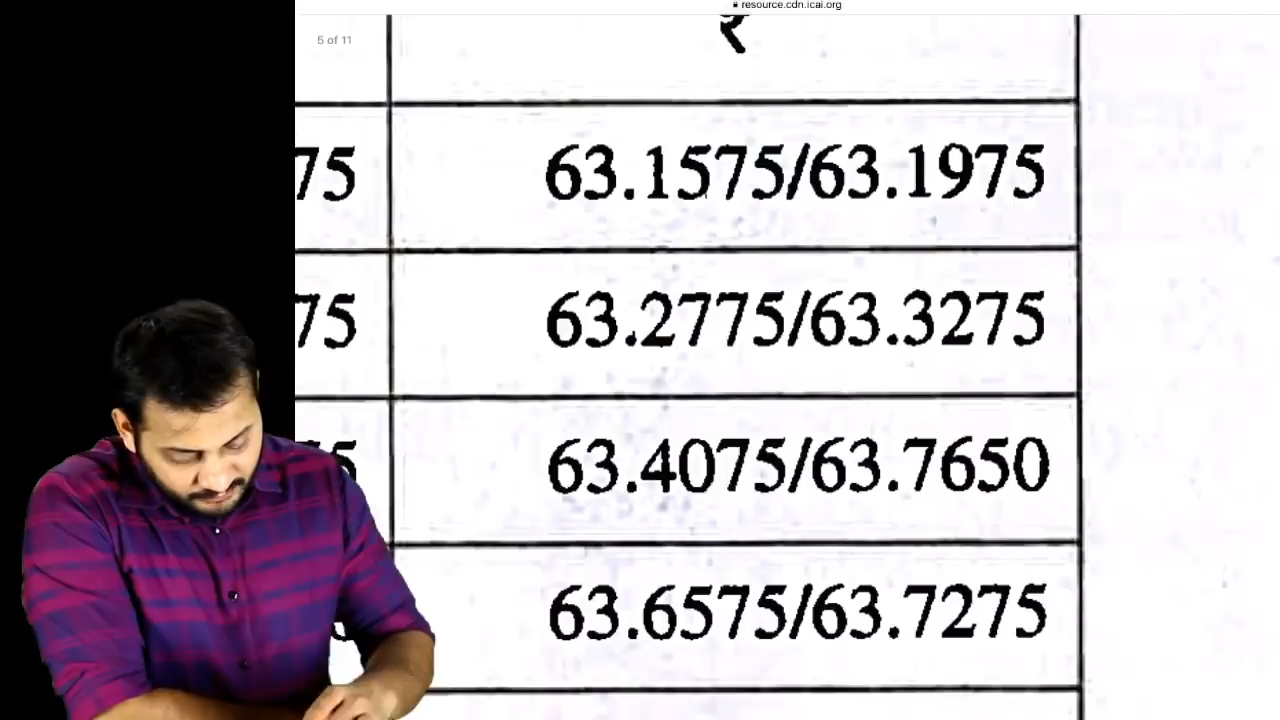 resource.cdn.icai.org
5 of 11
₹
75 63.1575/63.1975
75 63.2775/63.3275
5 63.4075/63.7650
63.6575/63.7275